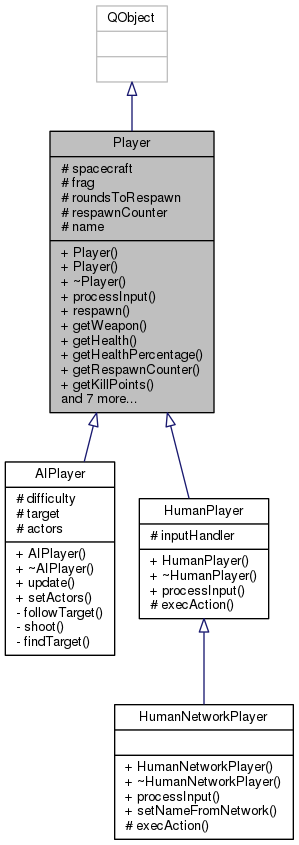 QObject
Player
# spacecraft
# frag
# roundsToRespawn
# respawnCounter
# name
+ Player()
+ Player()
+ ~Player()
+ processInput()
+ respawn()
+ getWeapon()
+ getHealth()
+ getHealthPercentage()
+ getRespawnCounter()
+ getKillPoints()
and 7 more...
AIPlayer
# difficulty
# target
# actors
+ AIPlayer()
+ ~AIPlayer()
+ update()
+ setActors()
- followTarget()
- shoot()
- findTarget()
HumanPlayer
# inputHandler
+ HumanPlayer()
+ ~HumanPlayer()
+ processInput()
# execAction()
HumanNetworkPlayer
+ HumanNetworkPlayer()
+ ~HumanNetworkPlayer()
+ processInput()
+ setNameFromNetwork()
# execAction()